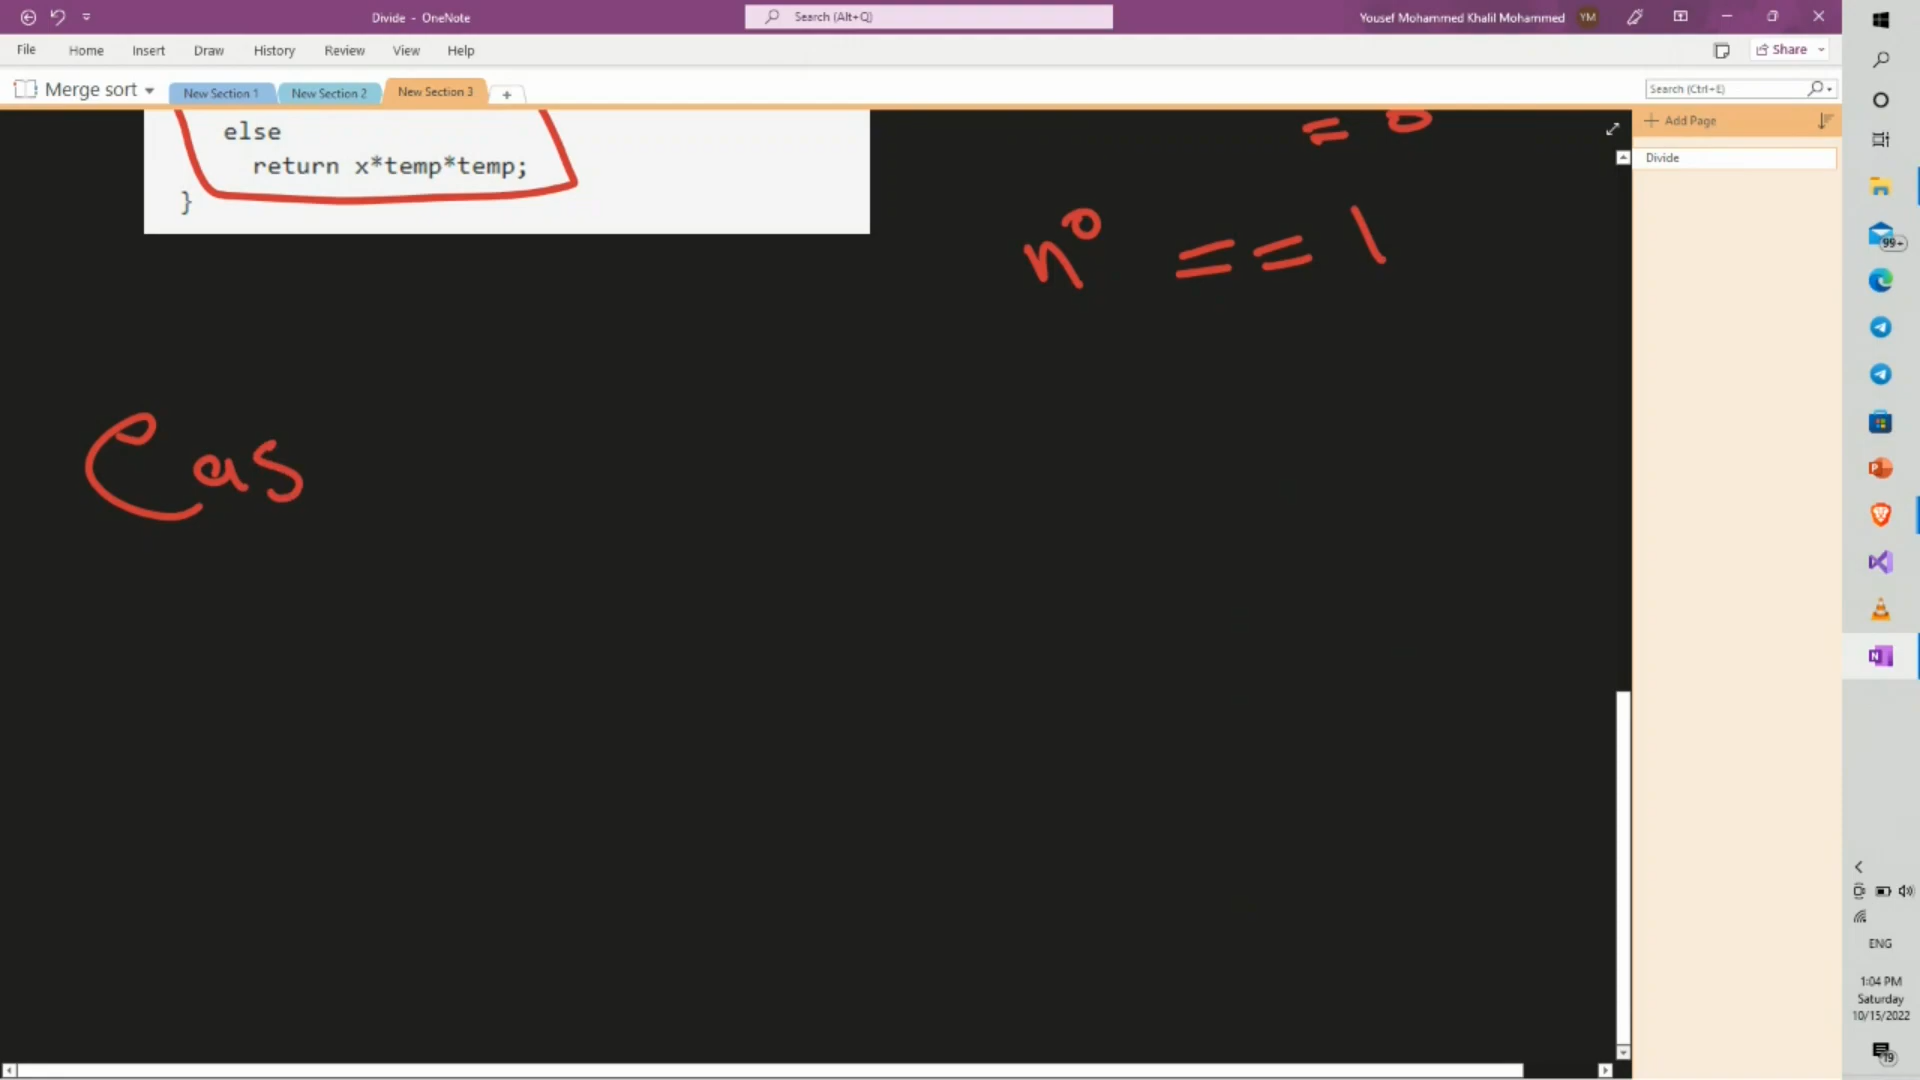 Divide - OneNote
Search (Alt+Q)
Yousef Mohammed Khalil Mohammed YM
File Home Insert Draw History Review View Help
Share
Merge sort New Section 1 New Section 2 New Section 3 +
Search (Ctrl+E)
Add Page
Divide
else
return x*temp*temp;
}
n⁰ == 1
Cas
99+
ENG
1:04 PM
Saturday
10/15/2022
19